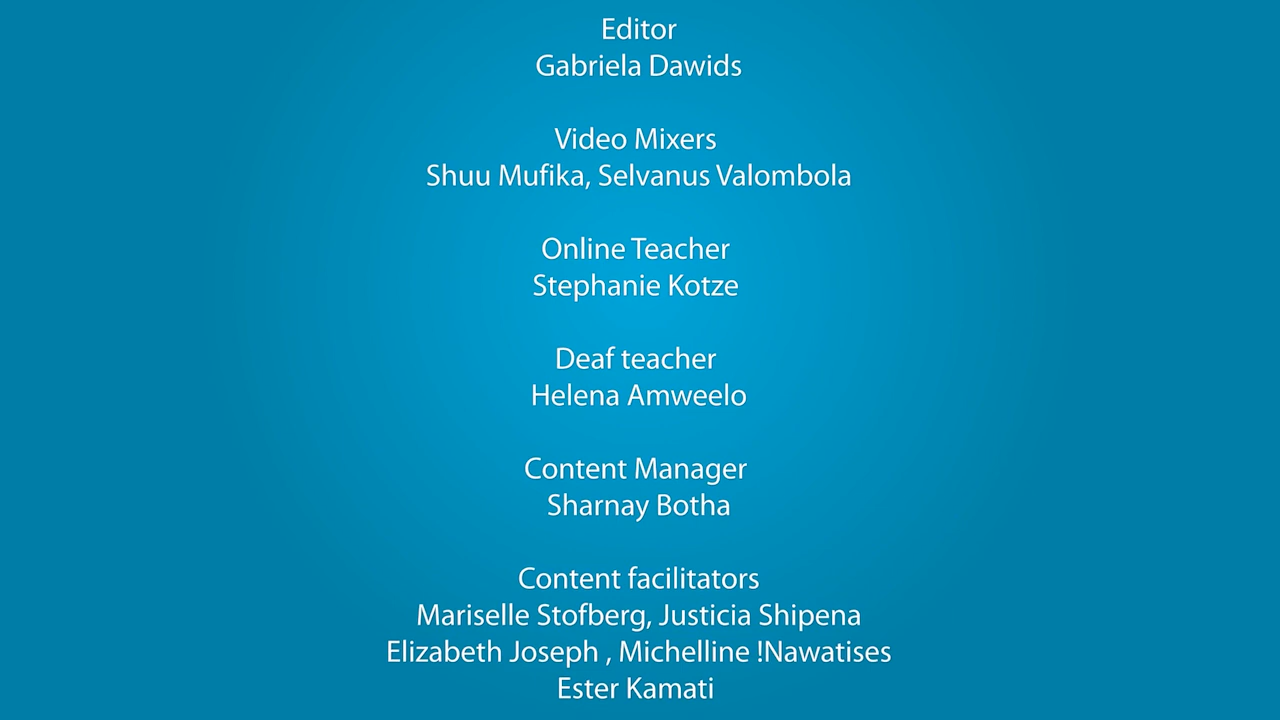 Editor
Gabriela Dawids
Video Mixers
Shuu Mufika, Selvanus Valombola
Online Teacher
Stephanie Kotze
Deaf teacher
Helena Amweelo
Content Manager
Sharnay Botha
Content facilitators
Mariselle Stofberg, Justicia Shipena
Elizabeth Joseph , Michelline !Nawatises
Ester Kamati